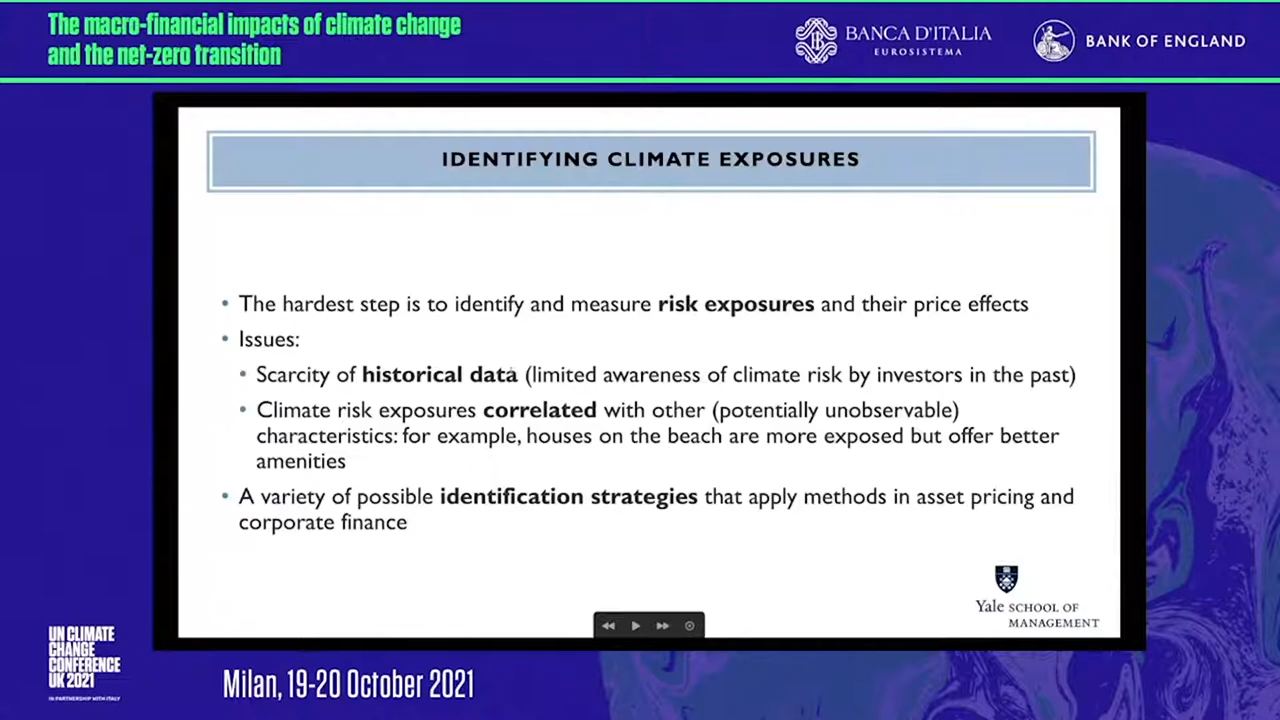 The macro-financial impacts of climate change
and the net-zero transition
BANCA D'ITALIA
EUROSISTEMA
BANK OF ENGLAND
IDENTIFYING CLIMATE EXPOSURES
• The hardest step is to identify and measure risk exposures and their price effects
• Issues:
• Scarcity of historical data (limited awareness of climate risk by investors in the past)
• Climate risk exposures correlated with other (potentially unobservable)
characteristics: for example, houses on the beach are more exposed but offer better
amenities
• A variety of possible identification strategies that apply methods in asset pricing and
corporate finance
Yale SCHOOL OF
MANAGEMENT
UN CLIMATE
CHANGE
CONFERENCE
UK 2021
IN PARTNERSHIP WITH ITALY
Milan, 19-20 October 2021